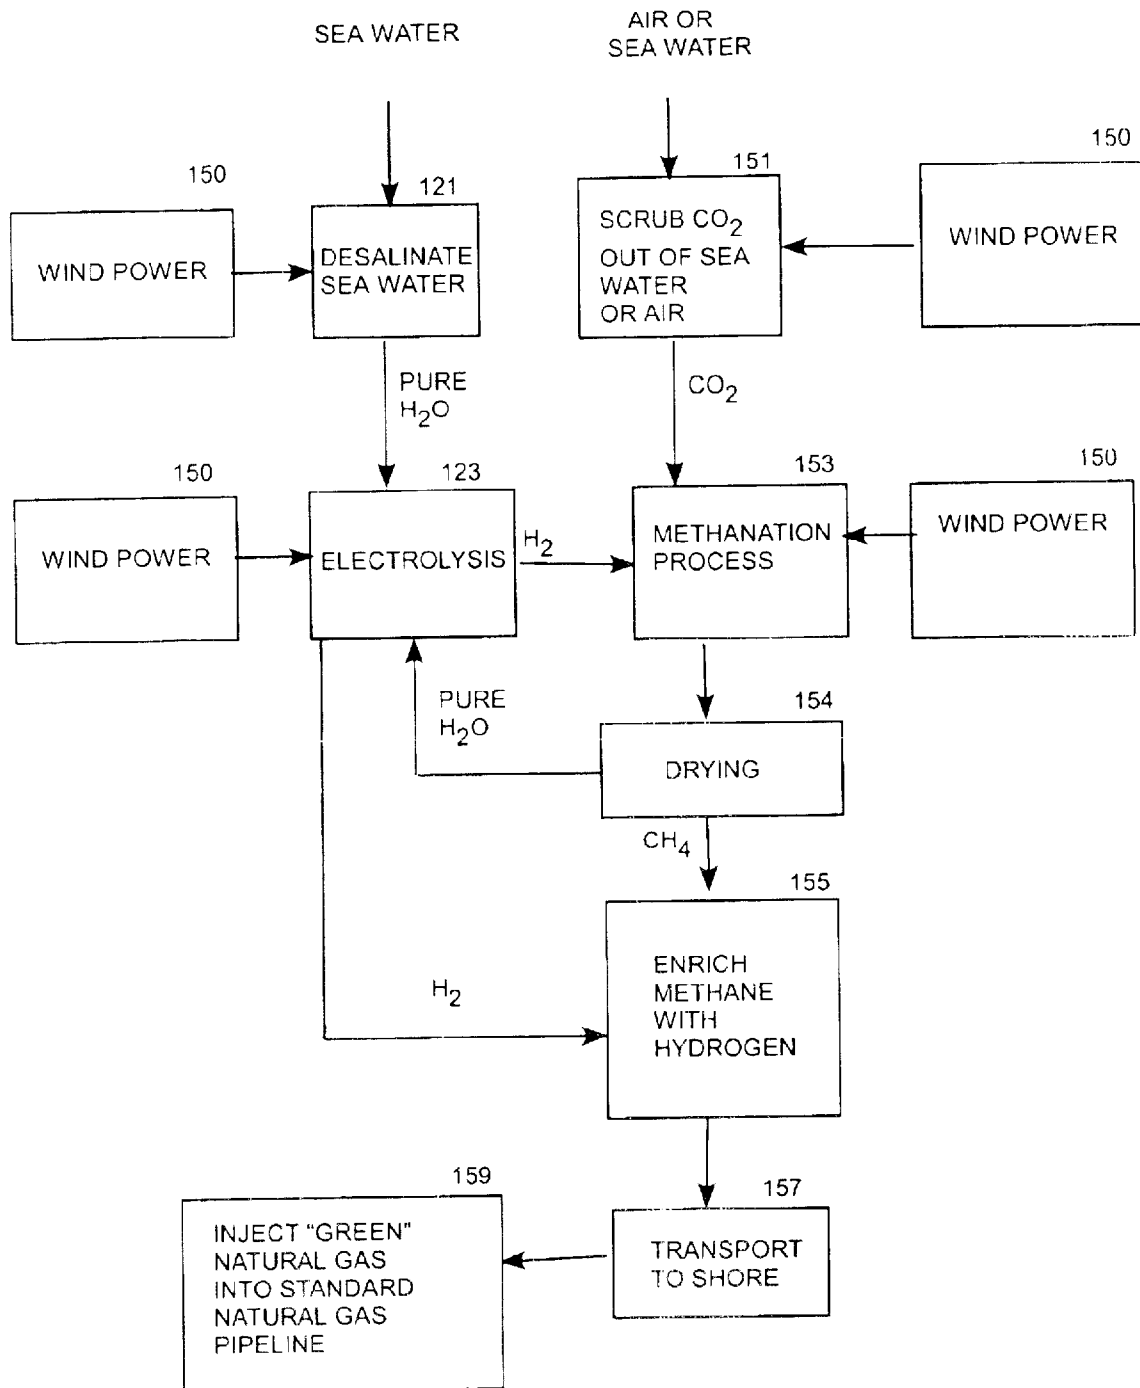 SEA WATER
AIR OR
SEA WATER
150
121
151
150
WIND POWER
DESALINATE
SEA WATER
SCRUB CO2
OUT OF SEA
WATER
OR AIR
WIND POWER
PURE
H2O
CO2
150
123
153
150
WIND POWER
ELECTROLYSIS
H2
METHANATION
PROCESS
WIND POWER
PURE
H2O
154
DRYING
CH4
155
ENRICH
METHANE
WITH
HYDROGEN
H2
159
157
INJECT "GREEN"
NATURAL GAS
INTO STANDARD
NATURAL GAS
PIPELINE
TRANSPORT
TO SHORE